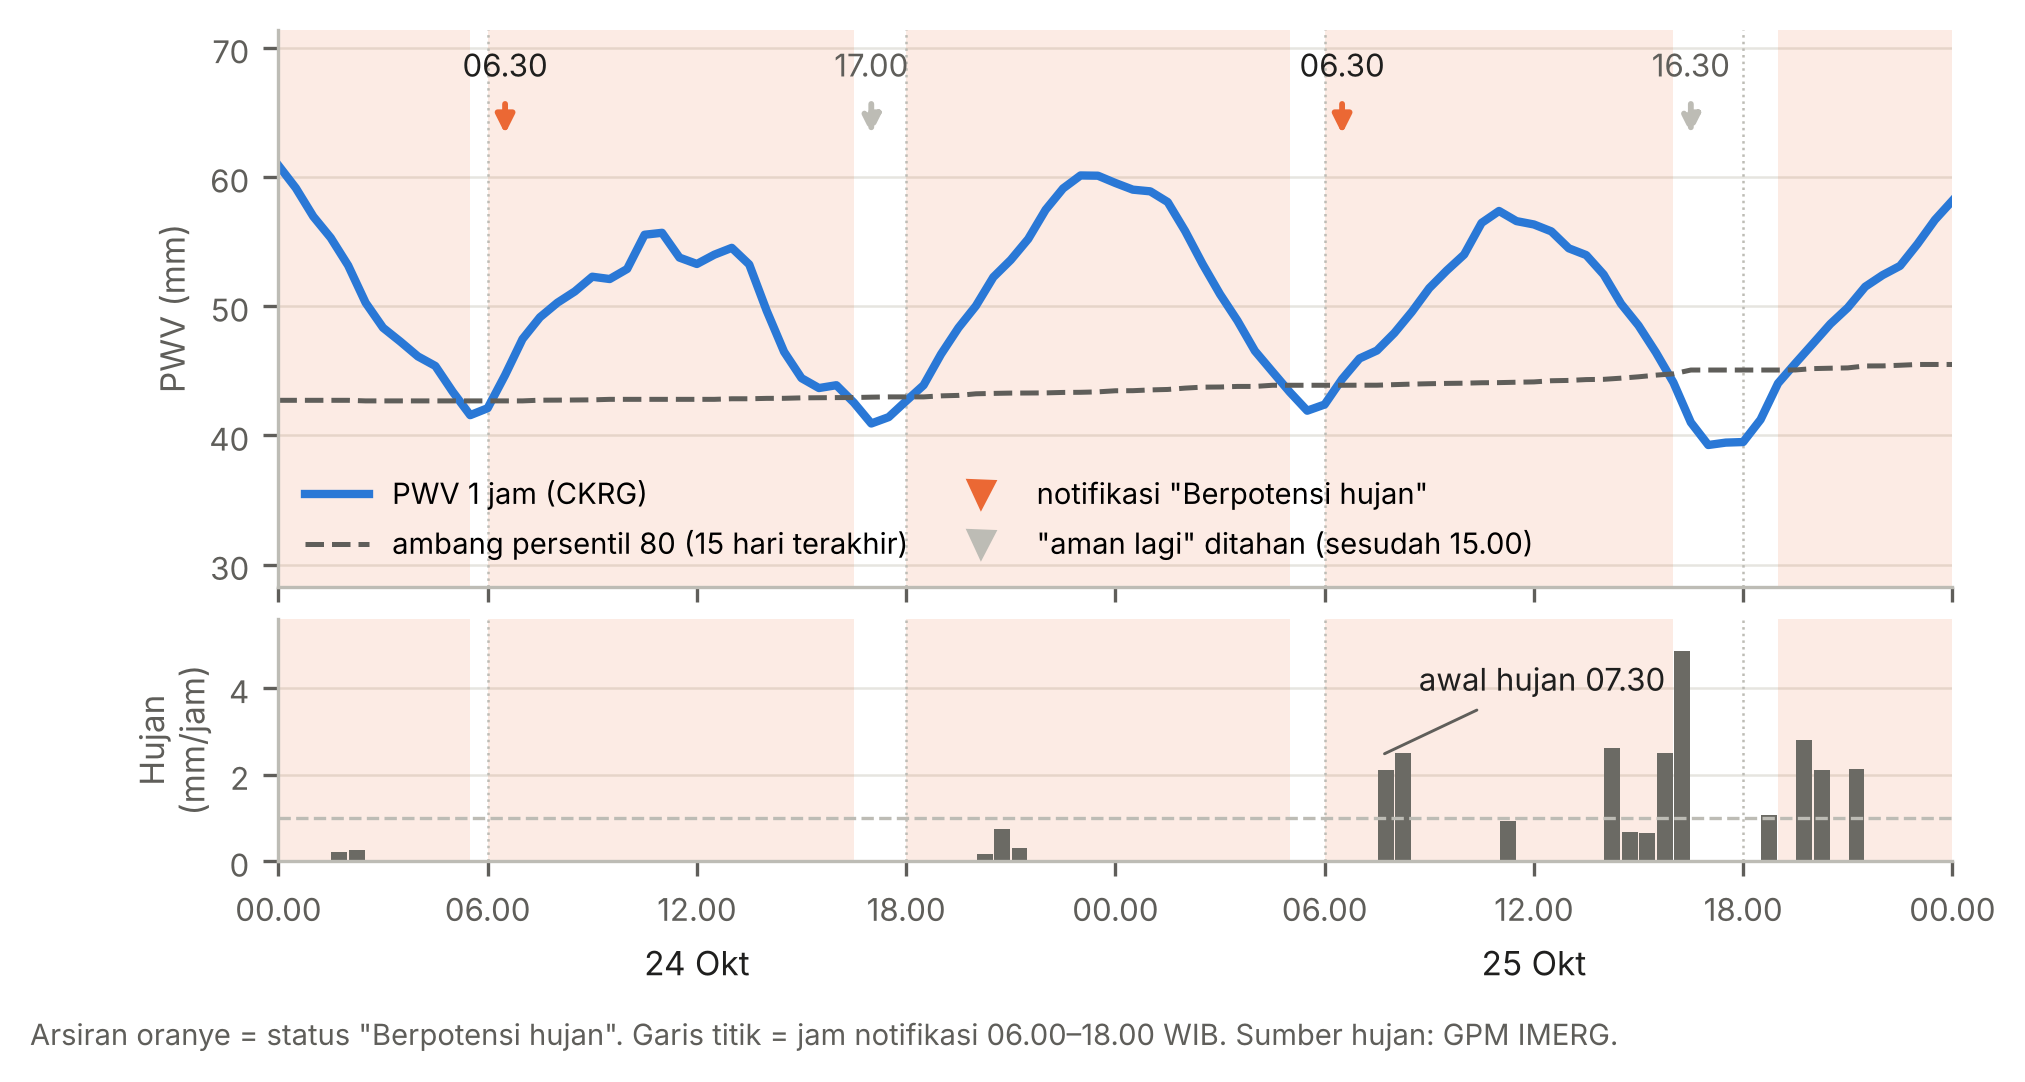 70
60
50
40
30
PWV (mm)
06.30
17.00
06.30
16.30
PWV 1 jam (CKRG)
ambang persentil 80 (15 hari terakhir)
notifikasi "Berpotensi hujan"
"aman lagi" ditahan (sesudah 15.00)
Hujan
(mm/jam)
4
2
0
awal hujan 07.30
00.00
06.00
12.00
18.00
00.00
06.00
12.00
18.00
00.00
24 Okt
25 Okt
Arsiran oranye = status "Berpotensi hujan". Garis titik = jam notifikasi 06.00–18.00 WIB. Sumber hujan: GPM IMERG.